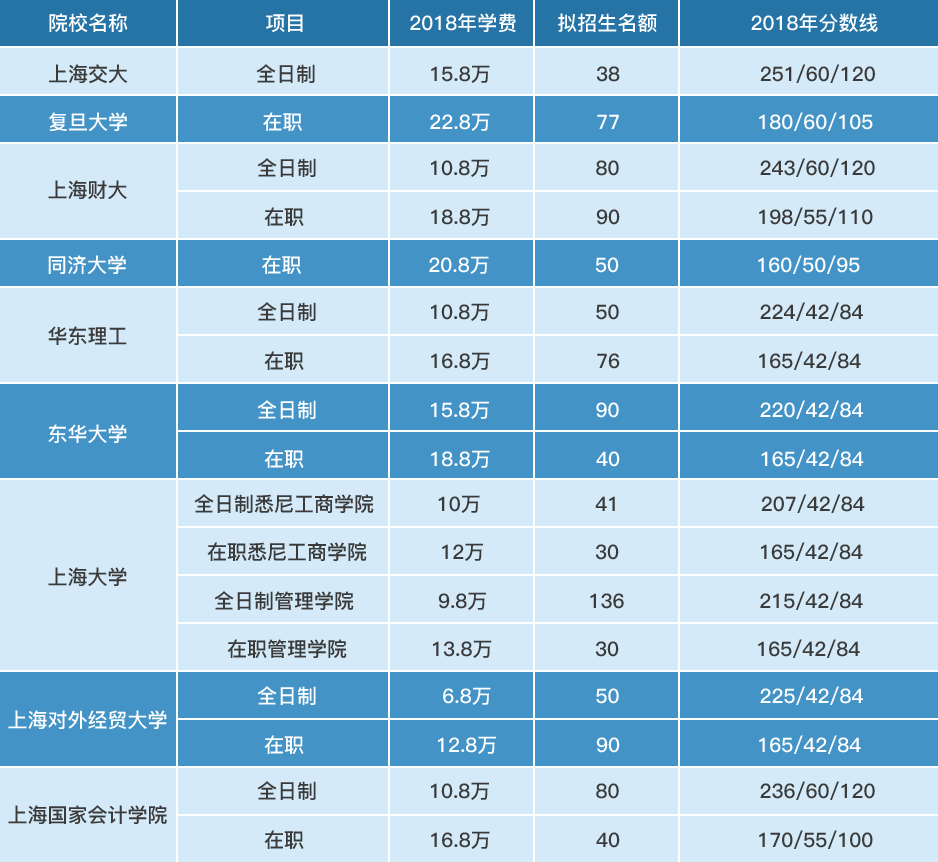 院校名称 项目 2018年学费 拟招生名额 2018年分数线
上海交大 全日制 15.8万 38 251/60/120
复旦大学 在职 22.8万 77 180/60/105
上海财大 全日制 10.8万 80 243/60/120
在职 18.8万 90 198/55/110
同济大学 在职 20.8万 50 160/50/95
华东理工 全日制 10.8万 50 224/42/84
在职 16.8万 76 165/42/84
东华大学 全日制 15.8万 90 220/42/84
在职 18.8万 40 165/42/84
上海大学 全日制悉尼工商学院 10万 41 207/42/84
在职悉尼工商学院 12万 30 165/42/84
全日制管理学院 9.8万 136 215/42/84
在职管理学院 13.8万 30 165/42/84
上海对外经贸大学 全日制 6.8万 50 225/42/84
在职 12.8万 90 165/42/84
上海国家会计学院 全日制 10.8万 80 236/60/120
在职 16.8万 40 170/55/100